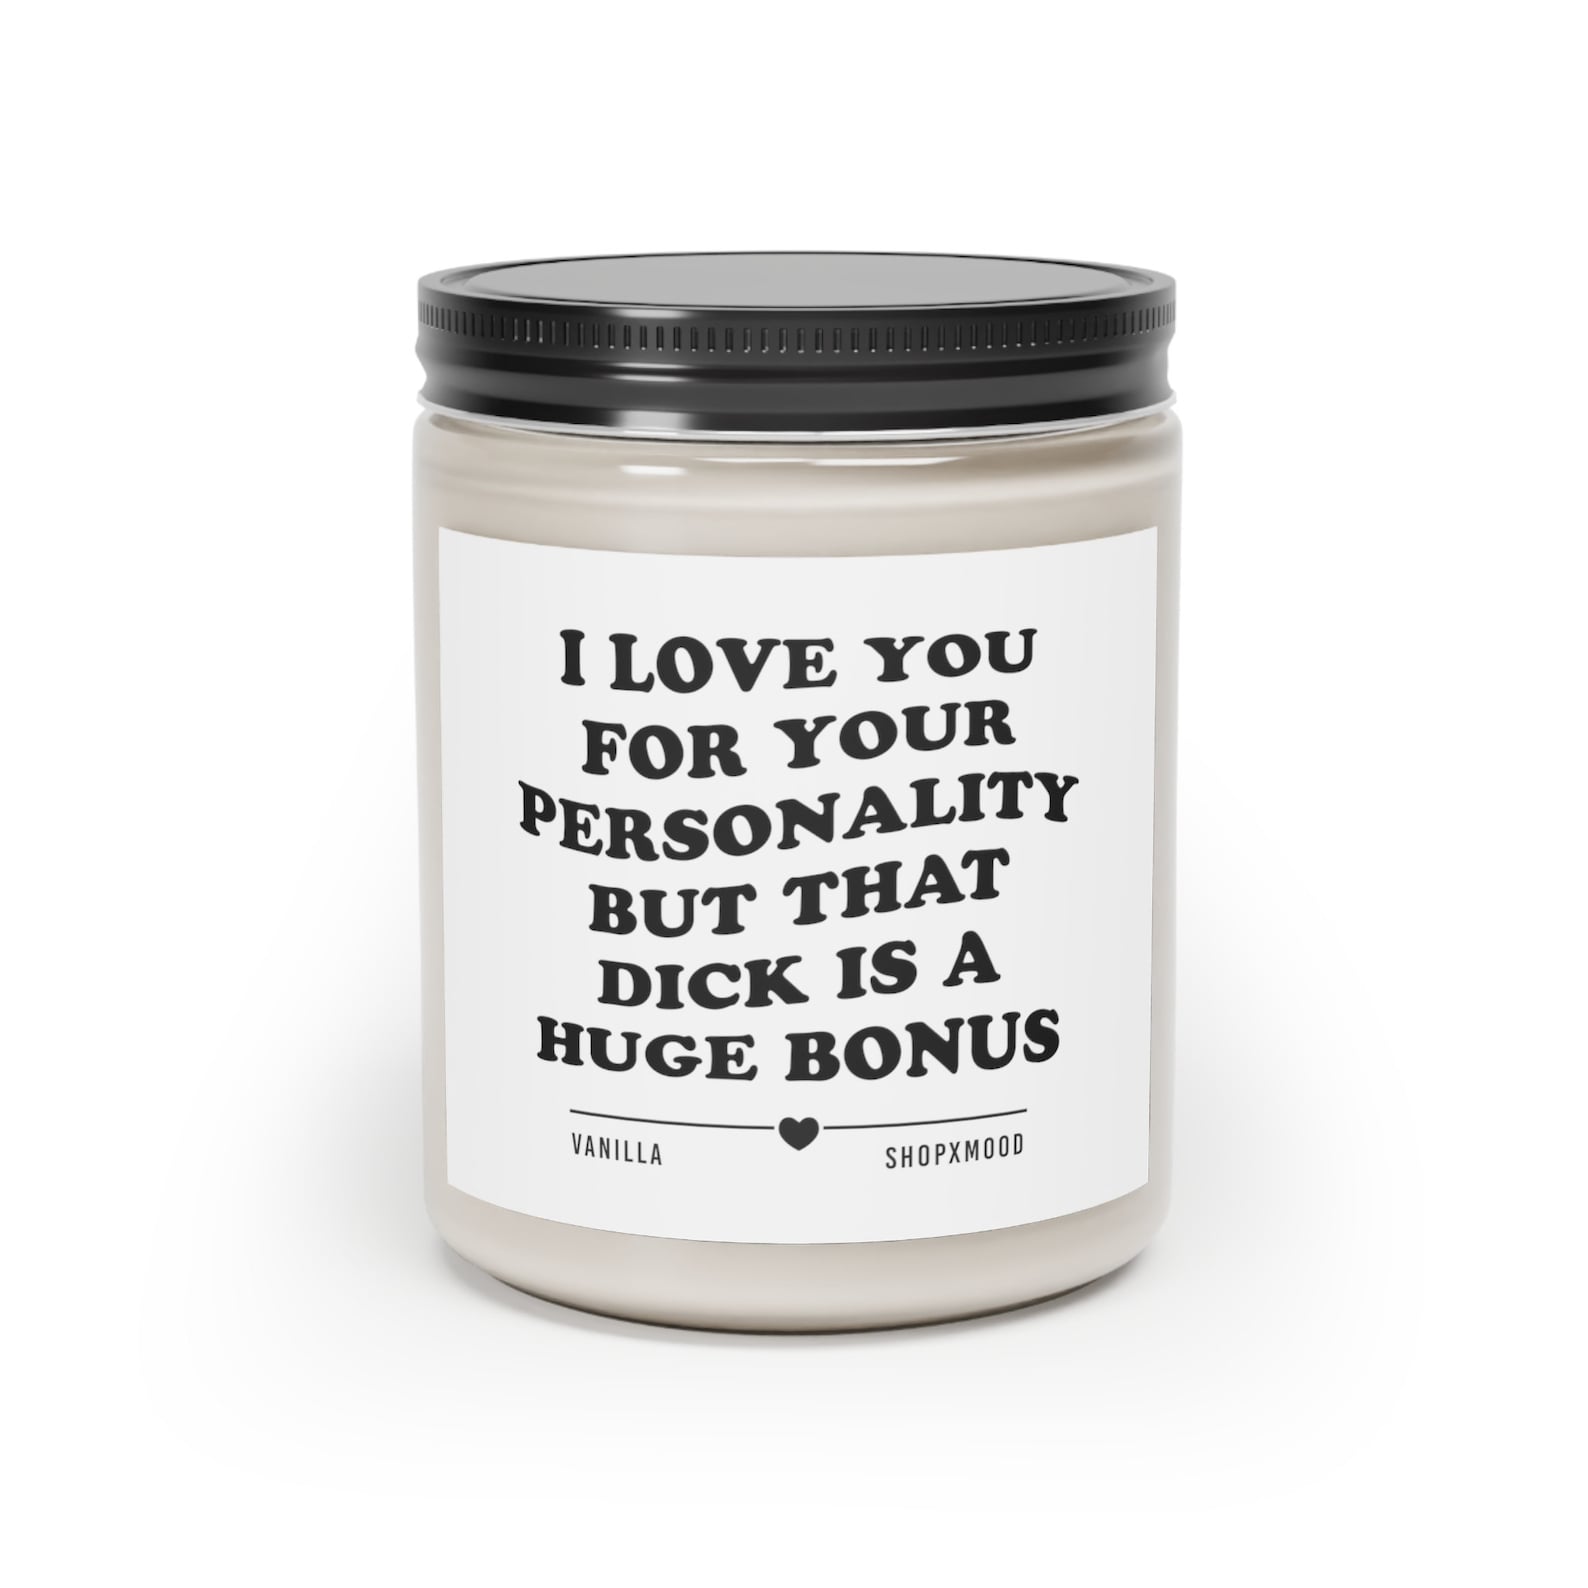 I LOVE YOU
FOR YOUR
PERSONALITY
BUT THAT
DICK IS A
HUGE BONUS
VANILLA SHOPXMOOD